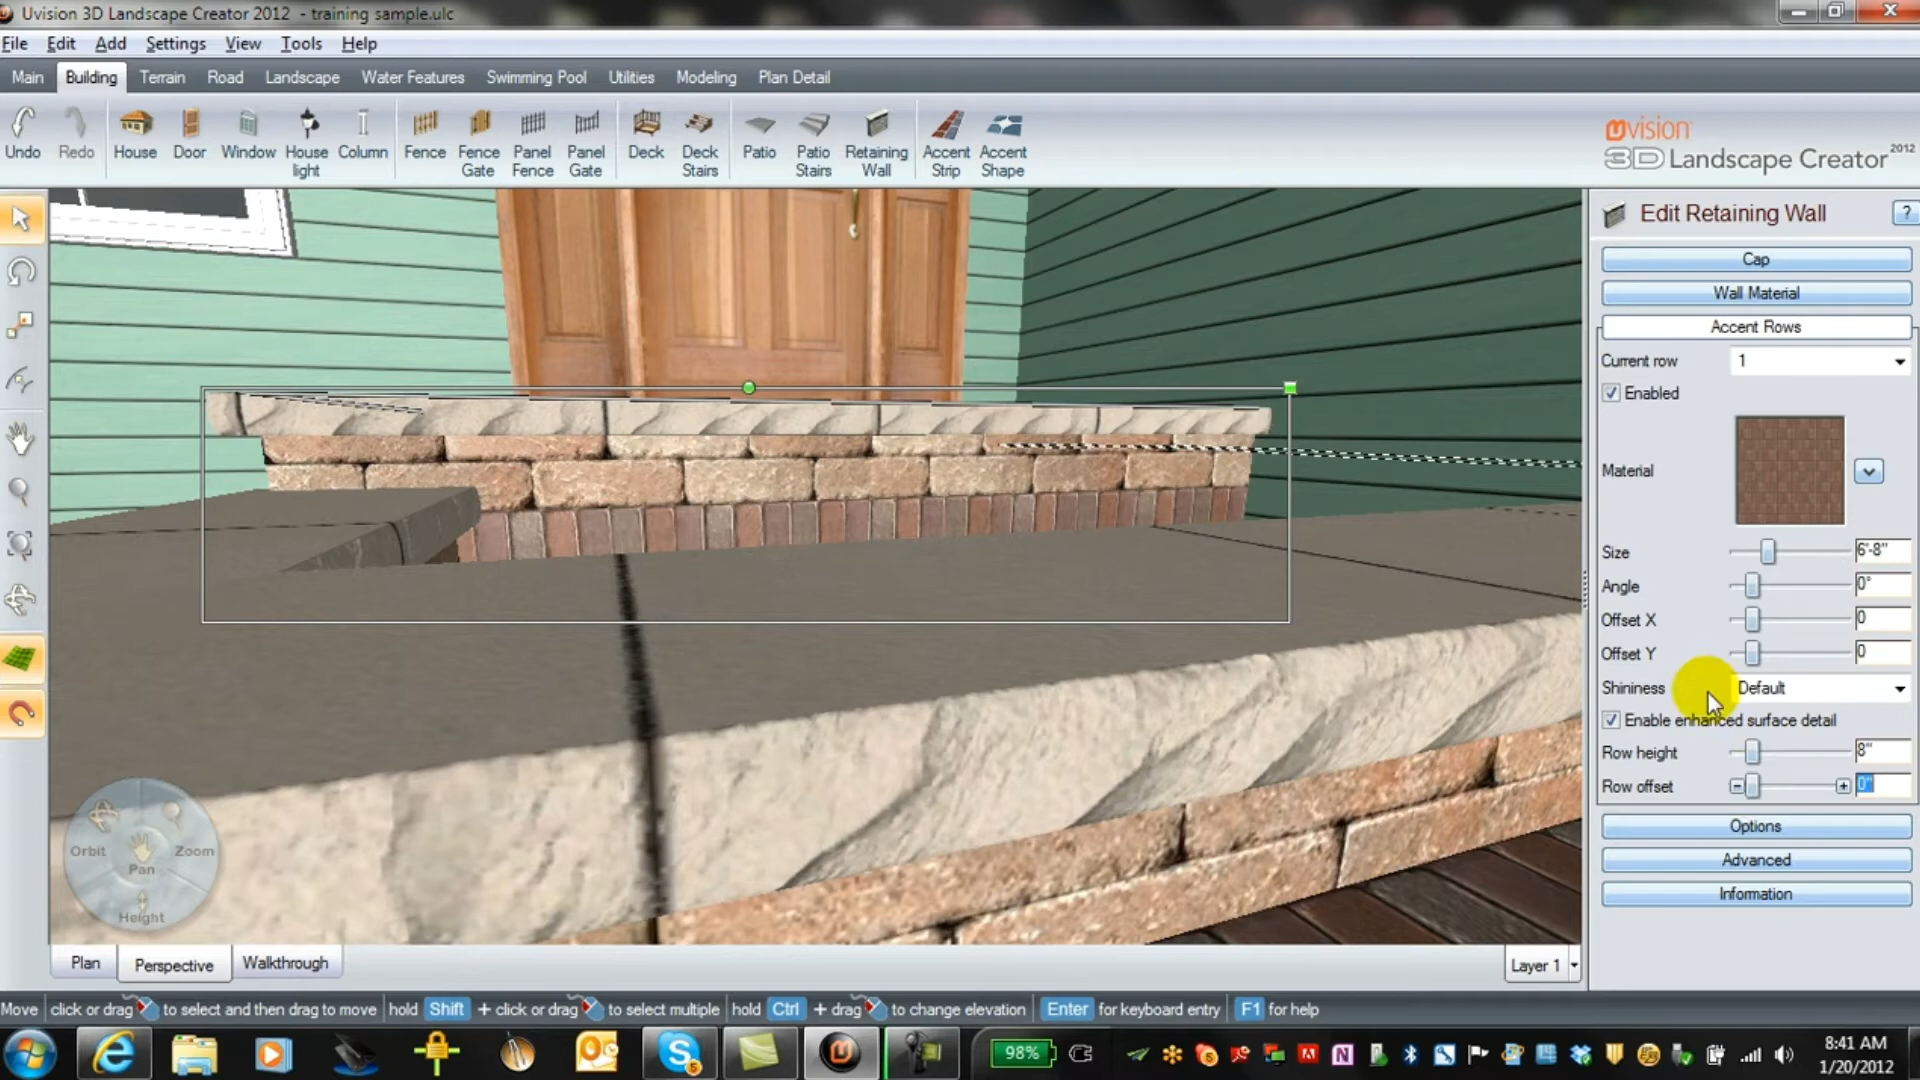 Uvision 3D Landscape Creator 2012 - training sample.ulc
File Edit Add Settings View Tools Help
Main Building Terrain Road Landscape Water Features Swimming Pool Utilities Modeling Plan Detail
Undo Redo House Door Window House light Column Fence Fence Gate Panel Fence Panel Gate Deck Deck Stairs Patio Patio Stairs Retaining Wall Accent Strip Accent Shape
uvision
3D Landscape Creator 2012
Edit Retaining Wall ?
Cap
Wall Material
Accent Rows
Current row 1
Enabled
Material
Size 6'-8"
Angle 0°
Offset X 0
Offset Y 0
Shininess Default
Enable enhanced surface detail
Row height 8"
Row offset 0"
Options
Advanced
Information
Orbit Zoom
Pan
Height
Plan Perspective Walkthrough
Layer 1
Move click or drag to select and then drag to move hold Shift + click or drag to select multiple hold Ctrl + drag to change elevation Enter for keyboard entry F1 for help
98%
8:41 AM
1/20/2012